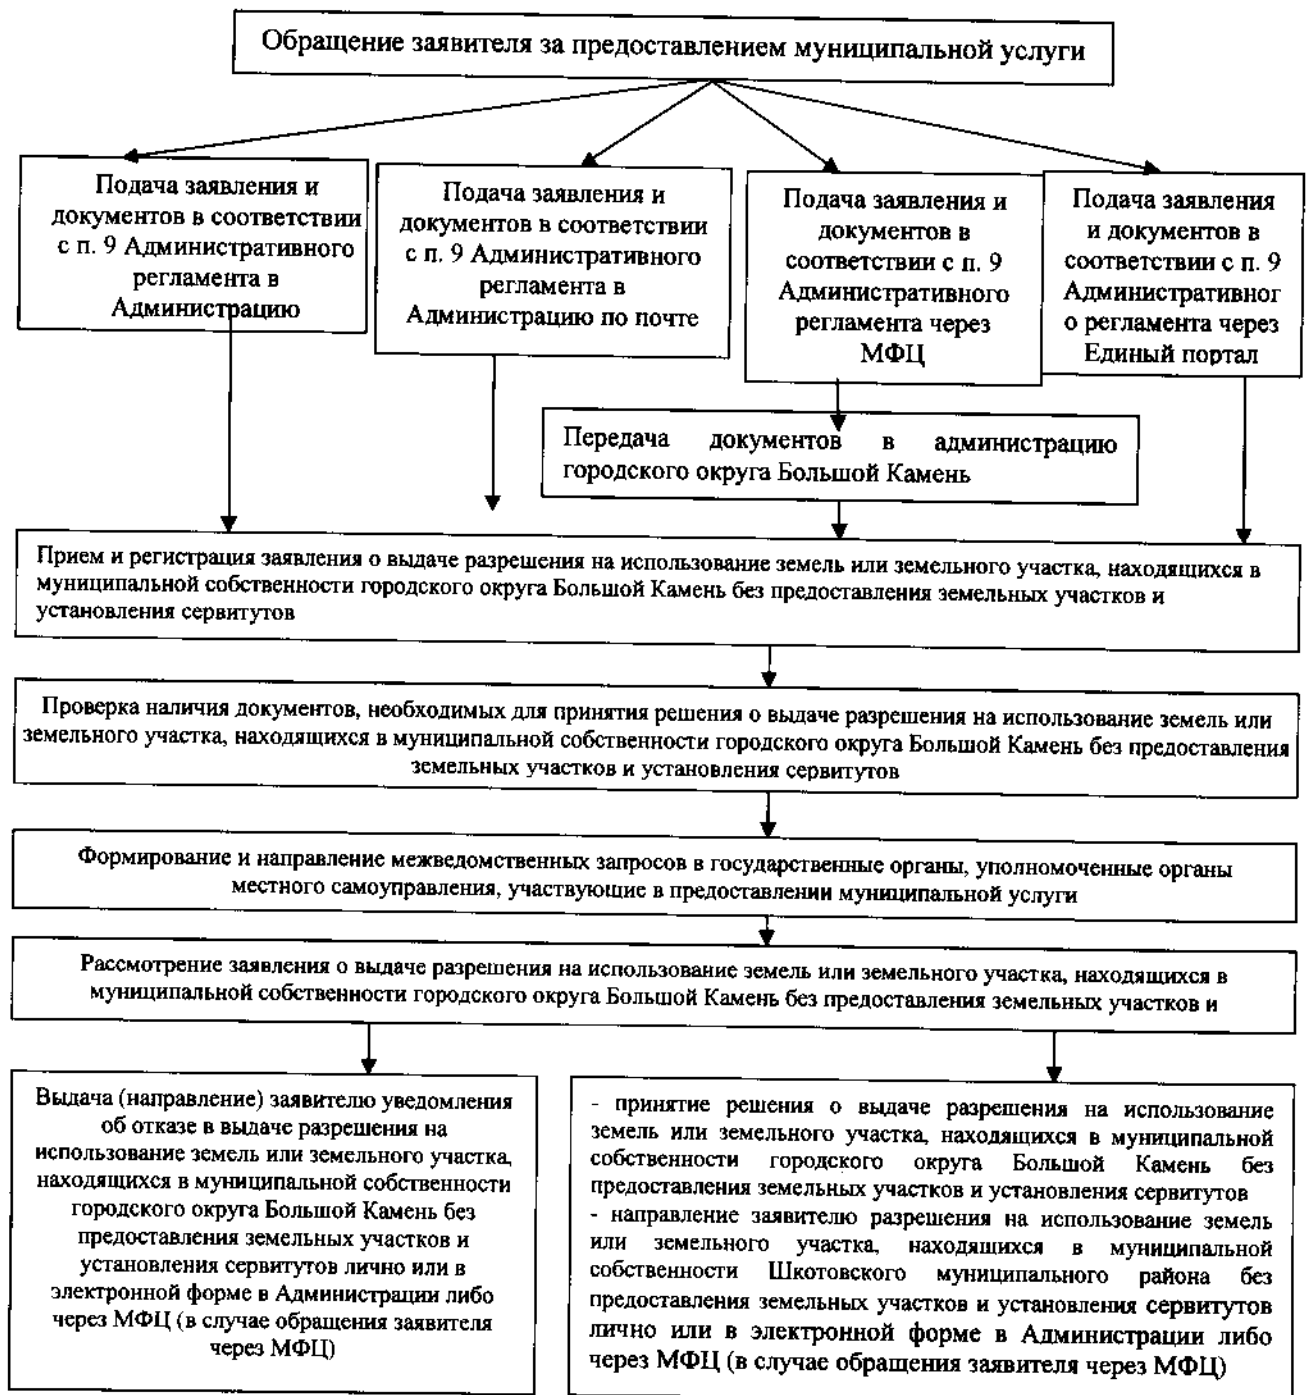 Обращение заявителя за предоставлением муниципальной услуги
Подача заявления и
документов в соответствии
с п. 9 Административного
регламента в
Администрацию
Подача заявления и
документов в соответствии
с п. 9 Административного
регламента в
Администрацию по почте
Подача заявления и
документов в
соответствии с п. 9
Административного
регламента через
МФЦ
Подача заявления
и документов в
соответствии с п. 9
Административног
о регламента через
Единый портал
Передача документов в администрацию
городского округа Большой Камень
Прием и регистрация заявления о выдаче разрешения на использование земель или земельного участка, находящихся в
муниципальной собственности городского округа Большой Камень без предоставления земельных участков и
установления сервитутов
Проверка наличия документов, необходимых для принятия решения о выдаче разрешения на использование земель или
земельного участка, находящихся в муниципальной собственности городского округа Большой Камень без предоставления
земельных участков и установления сервитутов
Формирование и направление межведомственных запросов в государственные органы, уполномоченные органы
местного самоуправления, участвующие в предоставлении муниципальной услуги
Рассмотрение заявления о выдаче разрешения на использование земель или земельного участка, находящихся в
муниципальной собственности городского округа Большой Камень без предоставления земельных участков и
Выдача (направление) заявителю уведомления
об отказе в выдаче разрешения на
использование земель или земельного участка,
находящихся в муниципальной собственности
городского округа Большой Камень без
предоставления земельных участков и
установления сервитутов лично или в
электронной форме в Администрации либо
через МФЦ (в случае обращения заявителя
через МФЦ)
- принятие решения о выдаче разрешения на использование
земель или земельного участка, находящихся в муниципальной
собственности городского округа Большой Камень без
предоставления земельных участков и установления сервитутов
- направление заявителю разрешения на использование земель
или земельного участка, находящихся в муниципальной
собственности Шкотовского муниципального района без
предоставления земельных участков и установления сервитутов
лично или в электронной форме в Администрации либо
через МФЦ (в случае обращения заявителя через МФЦ)